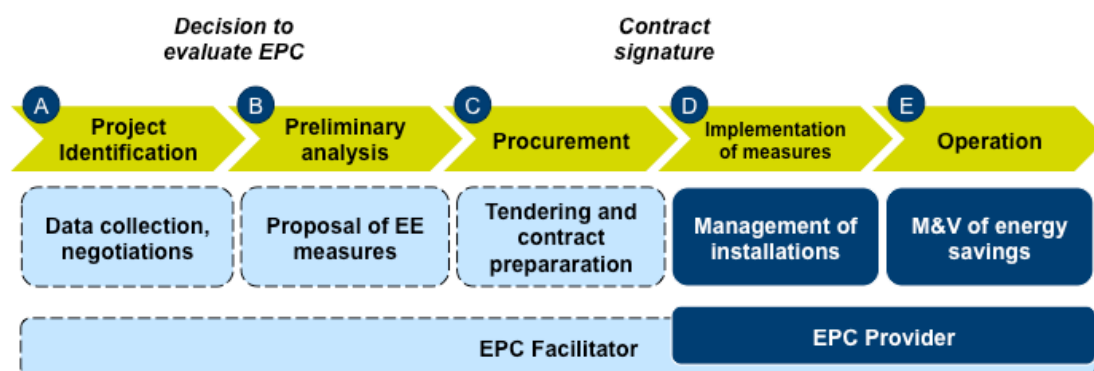 Decision to
evaluate EPC
Contract
signature
A
Project
Identification
B
Preliminary
analysis
C
Procurement
D
Implementation
of measures
E
Operation
Data collection,
negotiations
Proposal of EE
measures
Tendering and
contract
prepararation
Management of
installations
M&V of energy
savings
EPC Facilitator
EPC Provider